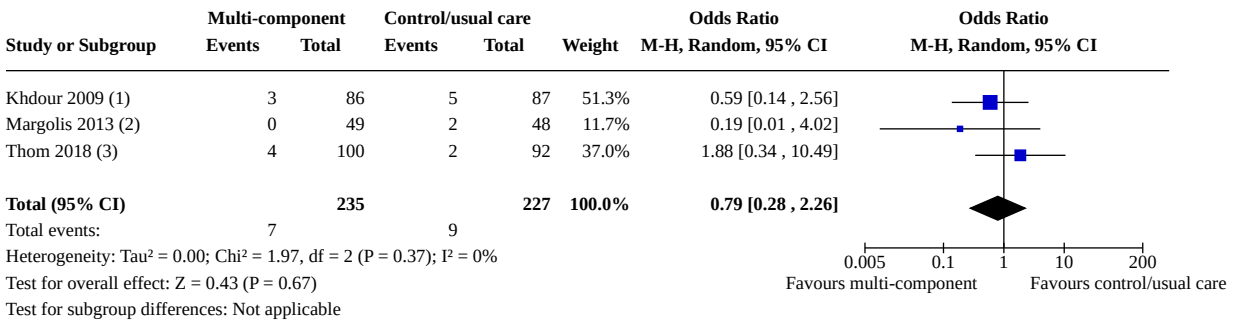 Multi-component Control/usual care Odds Ratio Odds Ratio
Study or Subgroup Events Total Events Total Weight M-H, Random, 95% CI M-H, Random, 95% CI
Khdour 2009 (1) 3 86 5 87 51.3% 0.59 [0.14 , 2.56]
Margolis 2013 (2) 0 49 2 48 11.7% 0.19 [0.01 , 4.02]
Thom 2018 (3) 4 100 2 92 37.0% 1.88 [0.34 , 10.49]
Total (95% CI) 235 227 100.0% 0.79 [0.28 , 2.26]
Total events: 7 9
Heterogeneity: Tau² = 0.00; Chi² = 1.97, df = 2 (P = 0.37); I² = 0%
0.005 0.1 1 10 200
Test for overall effect: Z = 0.43 (P = 0.67) Favours multi-component Favours control/usual care
Test for subgroup differences: Not applicable